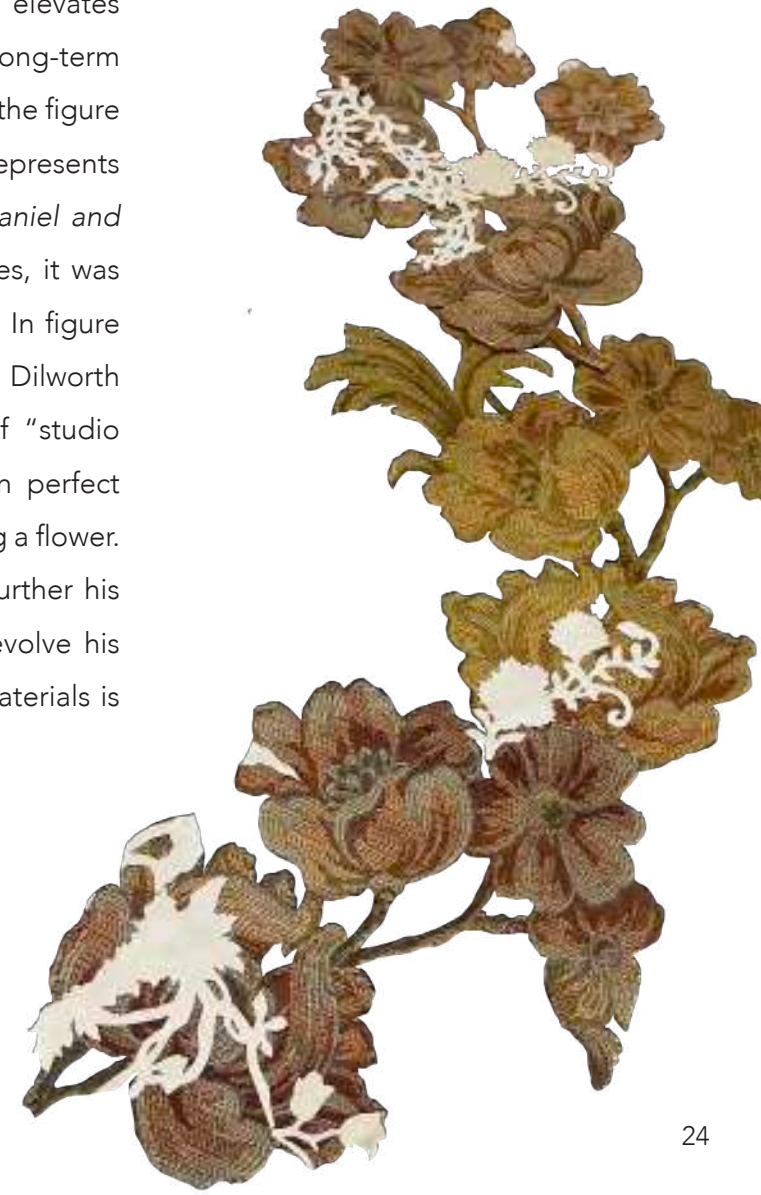 elevates
ong-term
the figure
epresents
aniel and
es, it was
In figure
Dilworth
f “studio
n perfect
g a flower.
urther his
evolve his
aterials is
24